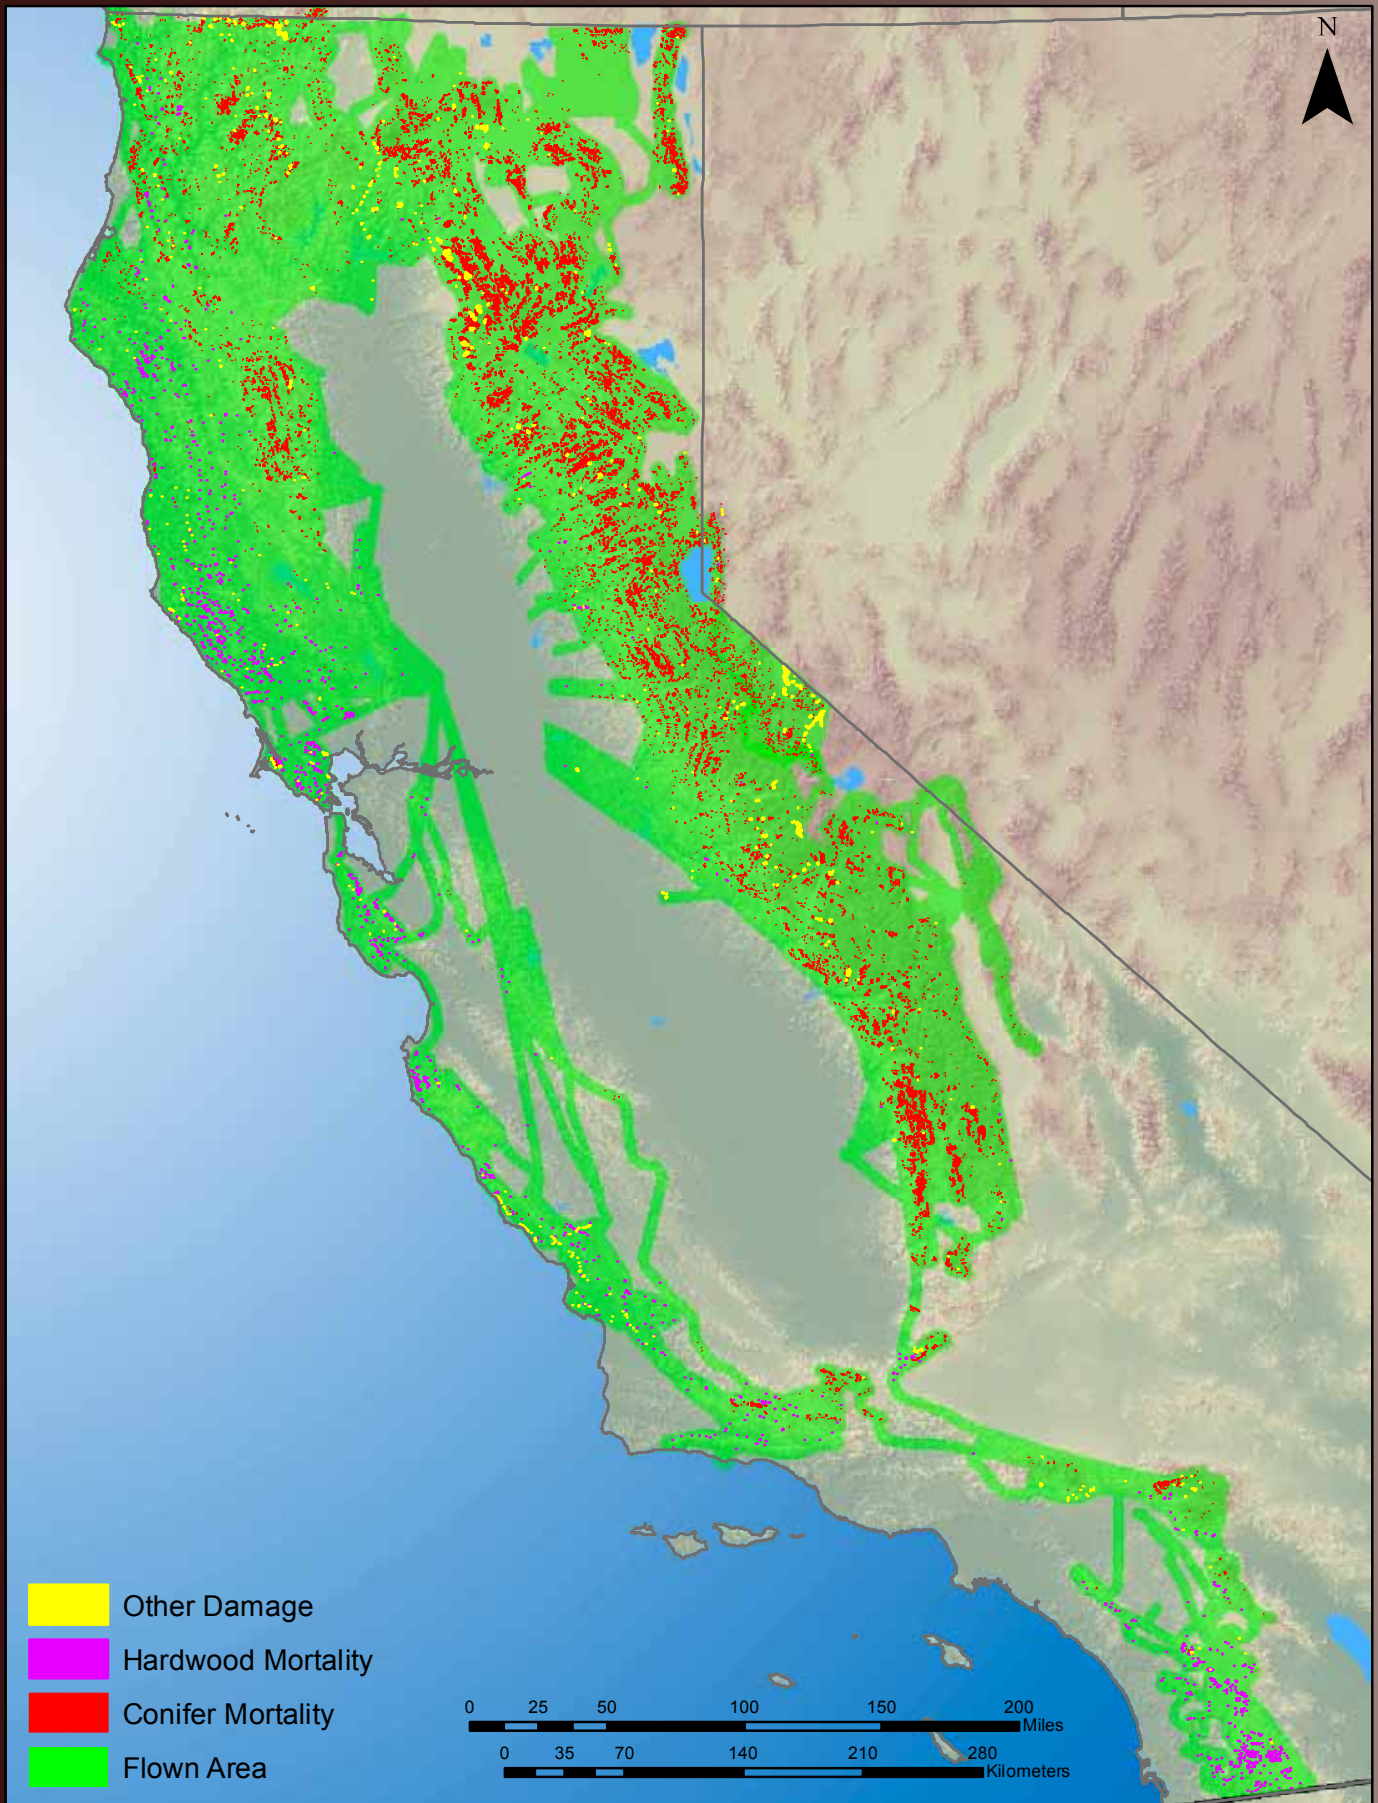 N
Other Damage
Hardwood Mortality
Conifer Mortality
Flown Area
0 25 50 100 150 200
Miles
0 35 70 140 210 280
Kilometers